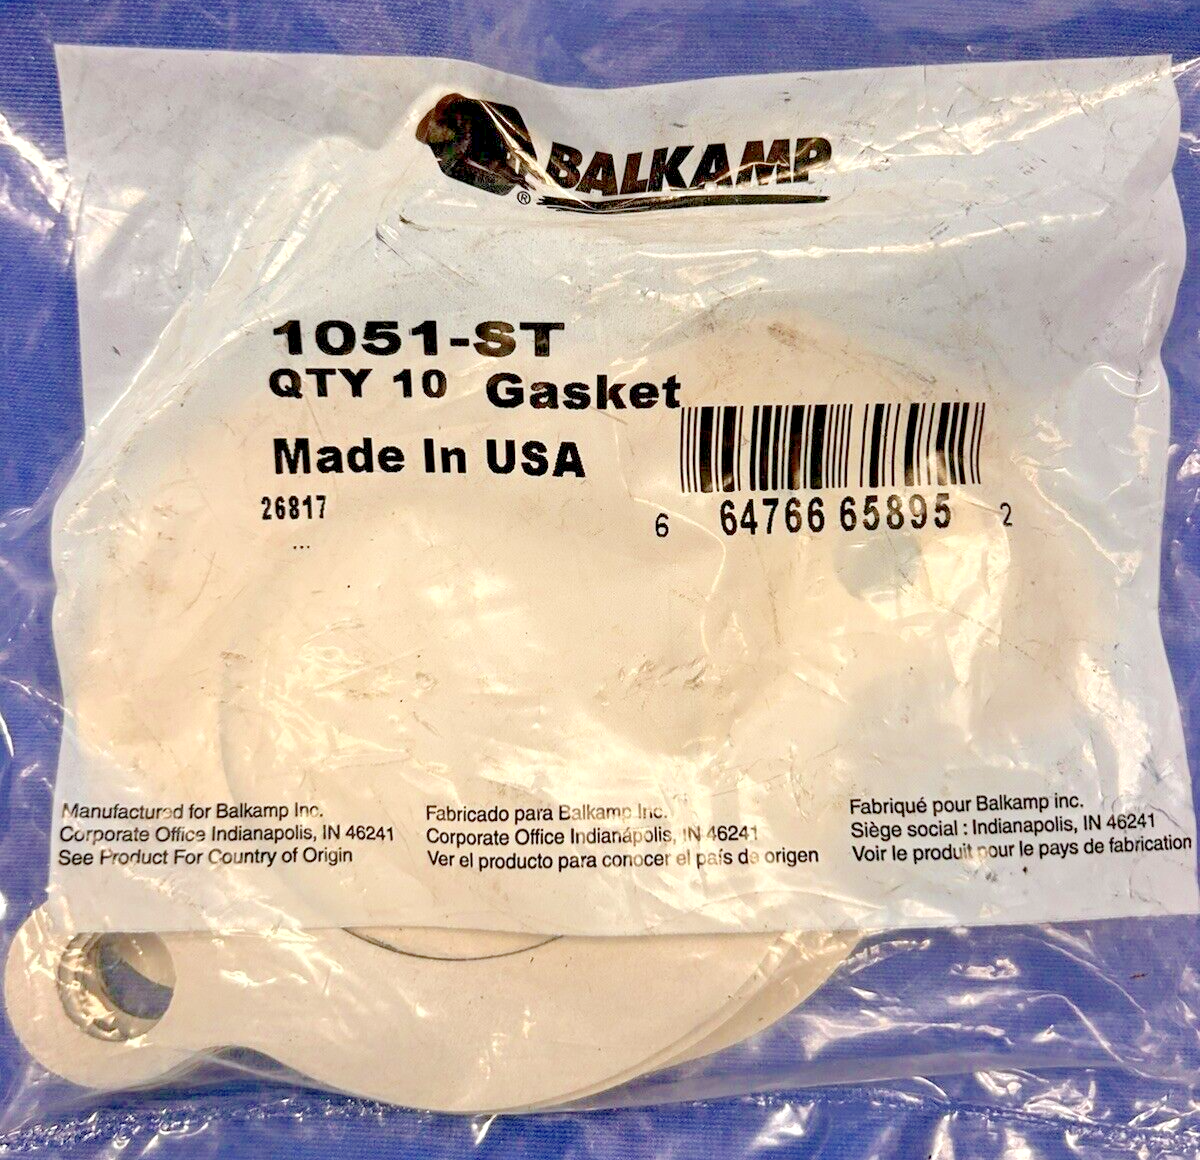 BALKAMP
®
1051-ST
QTY 10 Gasket
Made In USA
26817
...
6 64766 65895 2
Manufactured for Balkamp Inc.
Corporate Office Indianapolis, IN 46241
See Product For Country of Origin
Fabricado para Balkamp Inc.
Corporate Office Indianápolis, IN 46241
Ver el producto para conocer el país de origen
Fabriqué pour Balkamp inc.
Siège social : Indianapolis, IN 46241
Voir le produit pour le pays de fabrication